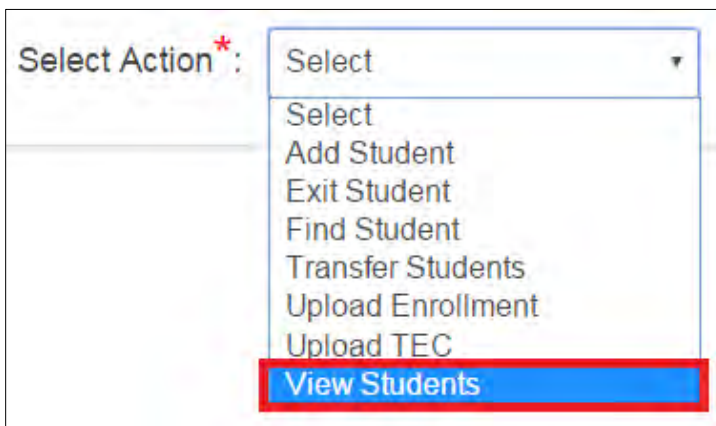 Select Action*: Select
Select
Add Student
Exit Student
Find Student
Transfer Students
Upload Enrollment
Upload TEC
View Students